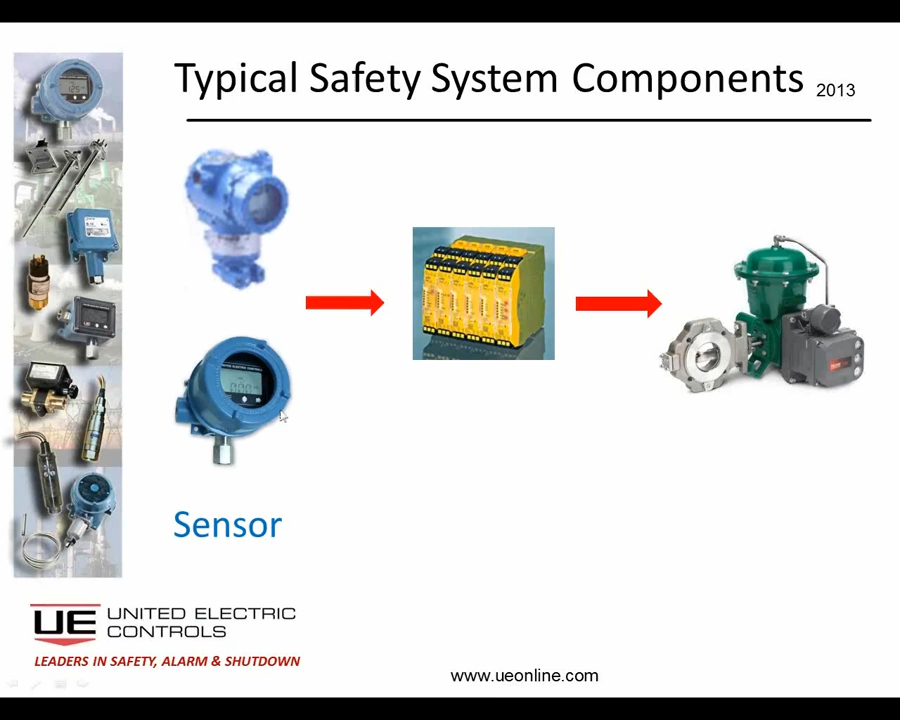 Typical Safety System Components 2013
Sensor
UE UNITED ELECTRIC
CONTROLS
LEADERS IN SAFETY, ALARM & SHUTDOWN
www.ueonline.com